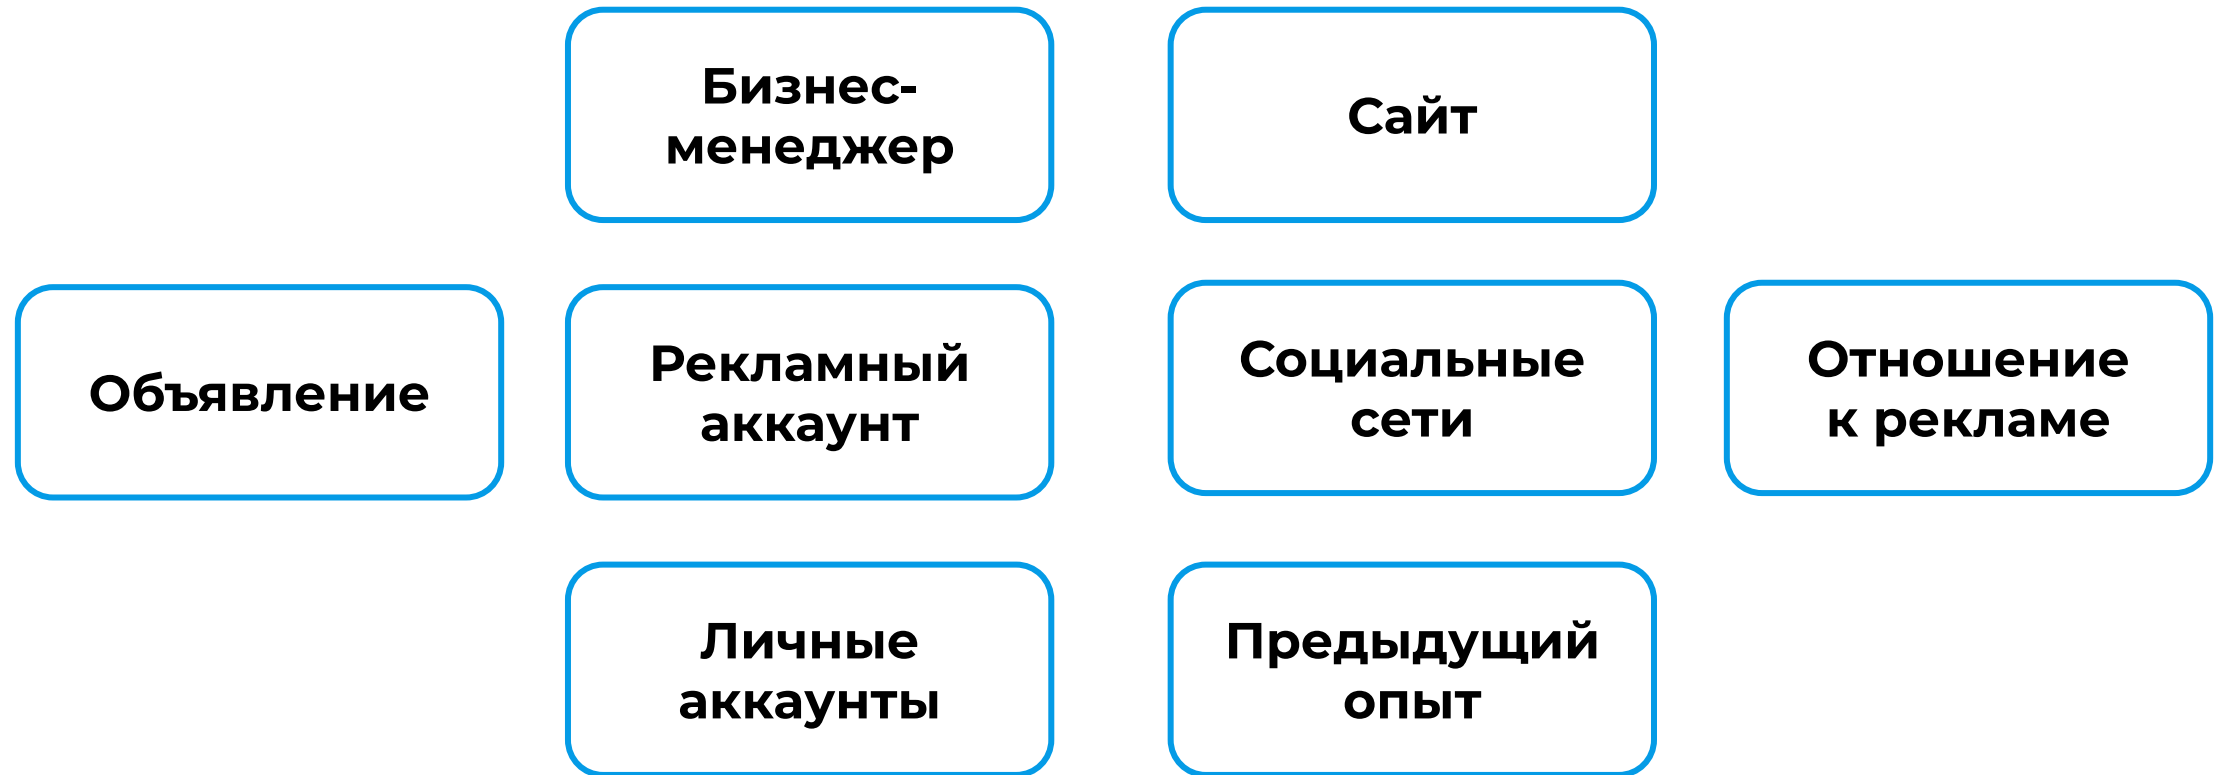 Бизнес-
менеджер
Сайт
Объявление
Рекламный
аккаунт
Социальные
сети
Отношение
к рекламе
Личные
аккаунты
Предыдущий
опыт